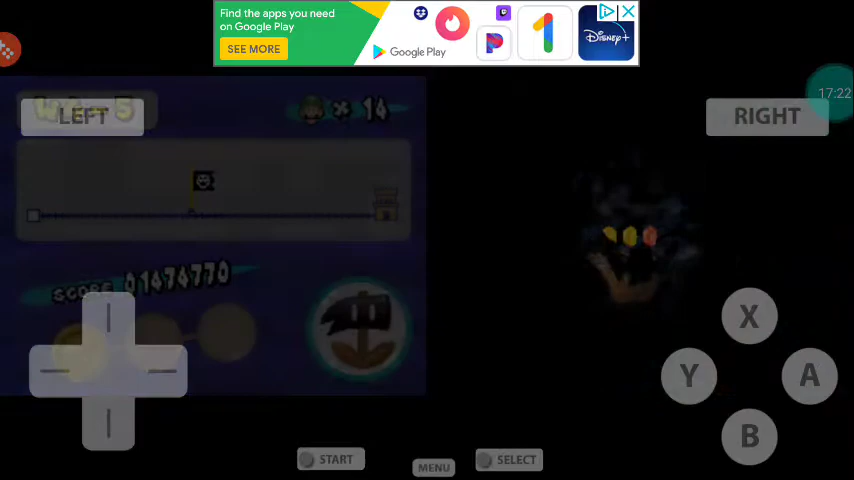 Find the apps you need
on Google Play
SEE MORE
Google Play
1
Disney+
17:22
LEFT
× 14
RIGHT
SCORE 01474770
X
Y
A
B
START
MENU
SELECT